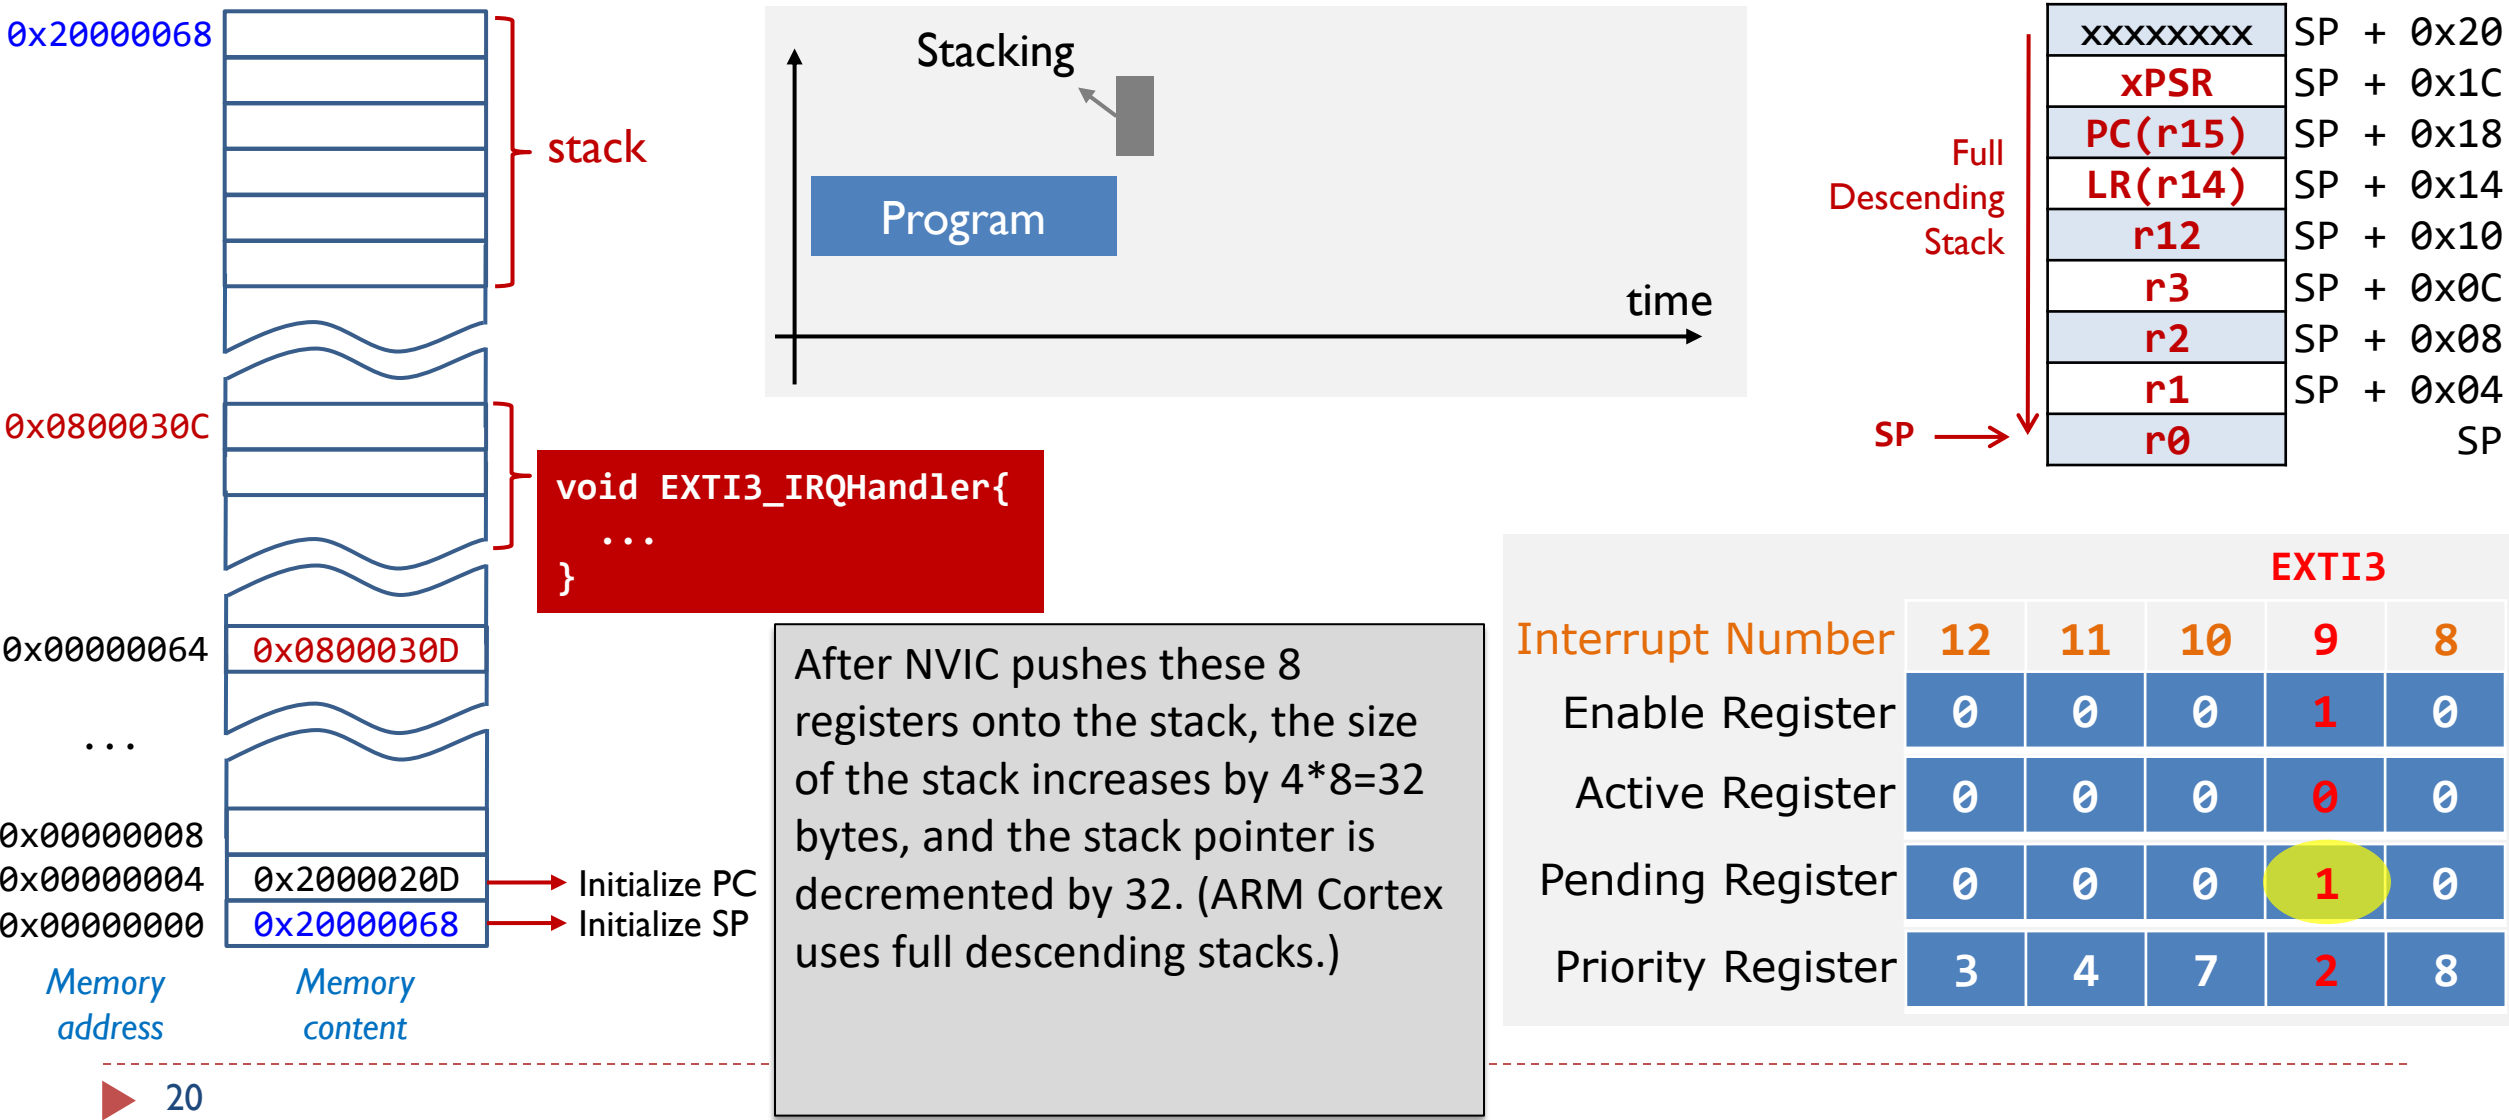 0x20000068
stack
0x0800030C
void EXTI3_IRQHandler{
...
}
0x00000064 0x0800030D
...
0x00000008
0x00000004 0x2000020D Initialize PC
0x00000000 0x20000068 Initialize SP
Memory address
Memory content
Stacking
Program
time
xxxxxxxx SP + 0x20
xPSR SP + 0x1C
PC(r15) SP + 0x18
LR(r14) SP + 0x14
r12 SP + 0x10
r3 SP + 0x0C
r2 SP + 0x08
r1 SP + 0x04
r0 SP
Full
Descending
Stack
SP
After NVIC pushes these 8
registers onto the stack, the size
of the stack increases by 4*8=32
bytes, and the stack pointer is
decremented by 32. (ARM Cortex
uses full descending stacks.)
EXTI3
Interrupt Number 12 11 10 9 8
Enable Register 0 0 0 1 0
Active Register 0 0 0 0 0
Pending Register 0 0 0 1 0
Priority Register 3 4 7 2 8
20